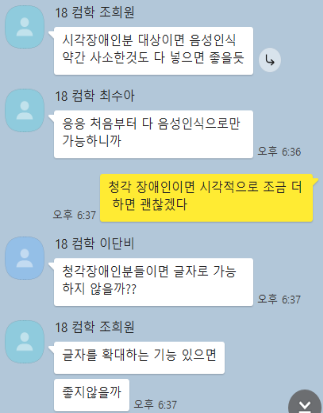 18 컴학 조희원
시각장애인분 대상이면 음성인식
약간 사소한것도 다 넣으면 좋을듯
18 컴학 최수아
응응 처음부터 다 음성인식으로만
가능하니까
오후 6:36
청각 장애인이면 시각적으로 조금 더
하면 괜찮겠다
오후 6:37
18 컴학 이단비
청각장애인분들이면 글자로 가능
하지 않을까??
오후 6:37
18 컴학 조희원
글자를 확대하는 기능 있으면
좋지않을까
오후 6:37